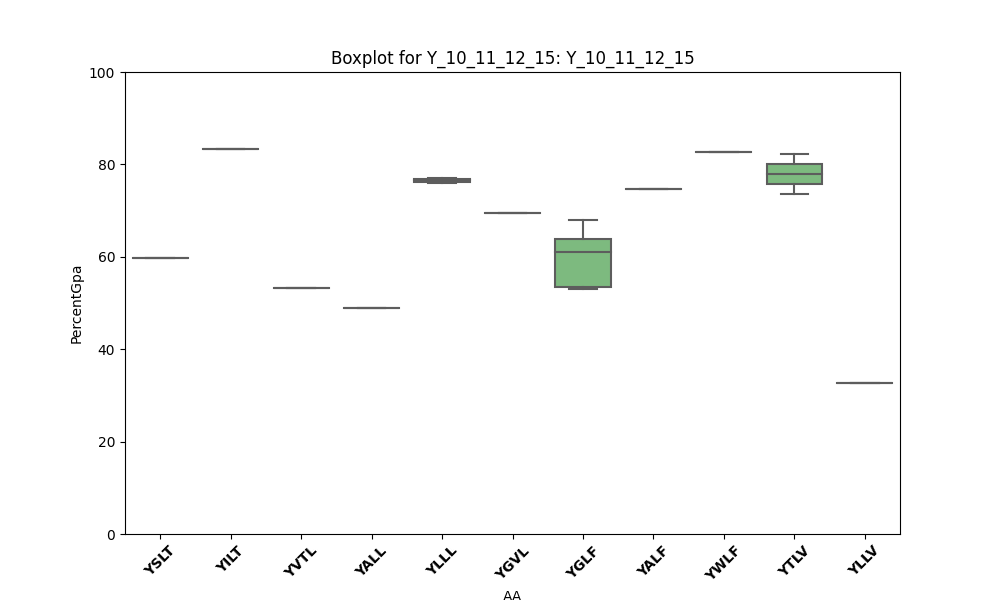 Boxplot for Y_10_11_12_15: Y_10_11_12_15
100
80
60
40
20
0
PercentGpa
YSLT YILT YVTL YALL YLLL YGVL YGLF YALF YWLF YTLV YLLV
AA